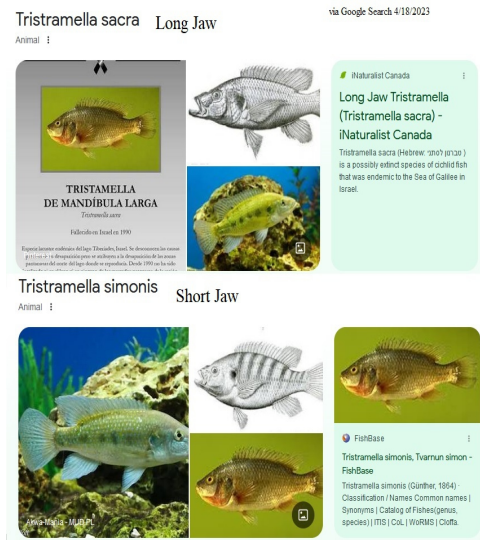 Tristramella sacra
Long Jaw
via Google Search 4/18/2023
Animal
TRISTAMELLA
DE MANDÍBULA LARGA
Tristramella sacra
Fallecido en Israel en 1990
iNaturalist Canada
Long Jaw Tristramella
(Tristramella sacra) -
iNaturalist Canada
Tristramella sacra (Hebrew:
is a possibly extinct species of cichlid fish
that was endemic to the Sea of Galilee in
Israel.
Tristramella simonis
Short Jaw
Animal
Akwa-Mania - MUD.PL
FishBase
Tristramella simonis, Tvarnun simon -
FishBase
Tristramella simonis (Günther, 1864) ·
Classification / Names Common names |
Synonyms | Catalog of Fishes(genus,
species) | ITIS | CoL | WoRMS | Cloffa.